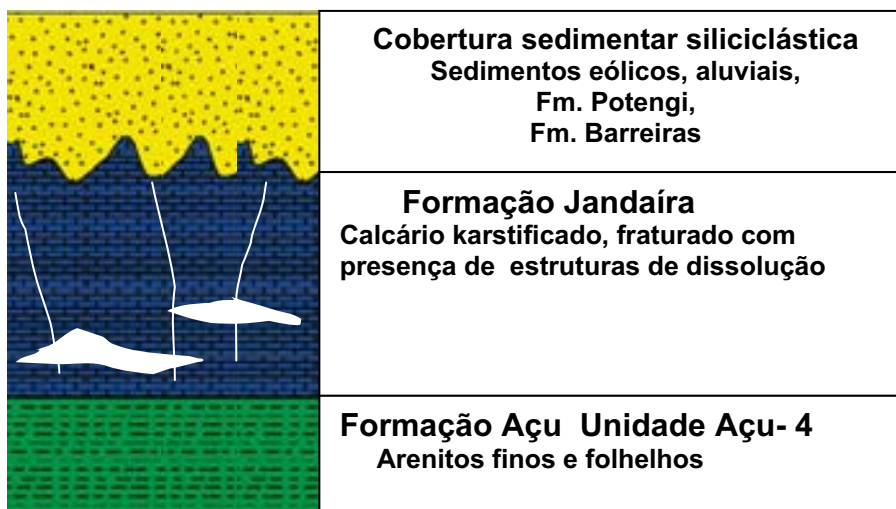 Cobertura sedimentar siliciclástica
Sedimentos eólicos, aluviais,
Fm. Potengi,
Fm. Barreiras
Formação Jandaíra
Calcário karstificado, fraturado com
presença de estruturas de dissolução
Formação Açu Unidade Açu- 4
Arenitos finos e folhelhos